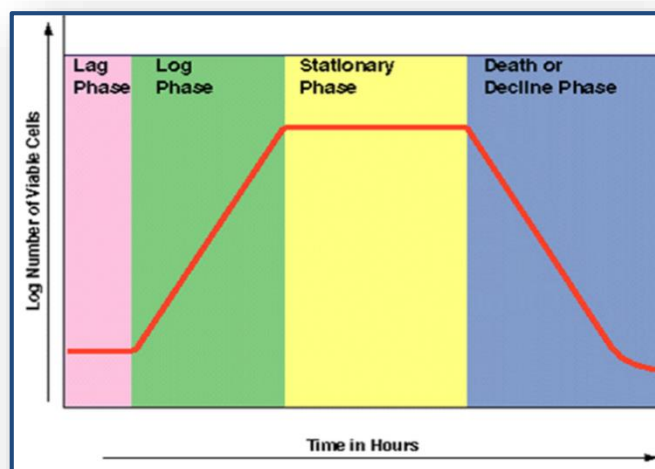 Lag
Phase
Log
Phase
Stationary
Phase
Death or
Decline Phase
Log Number of Viable Cells
Time in Hours